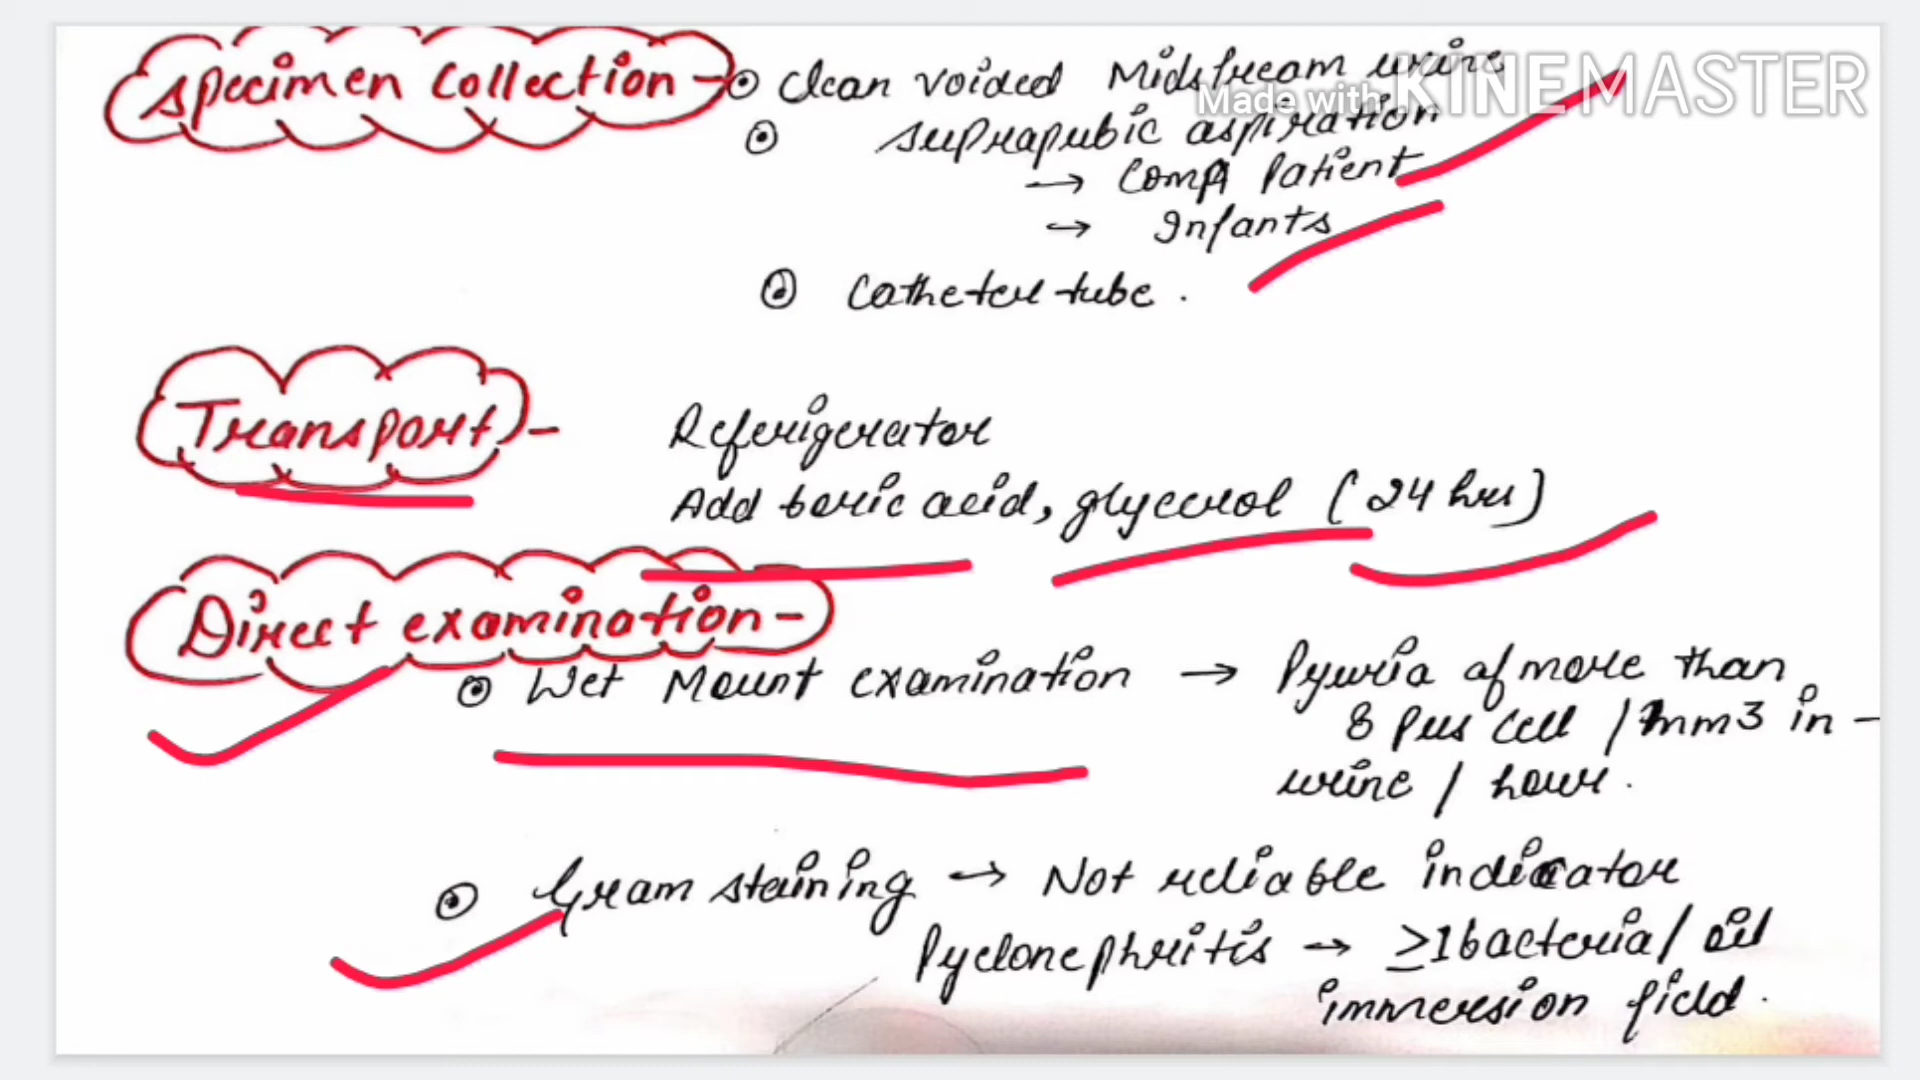 Specimen Collection - Clean voided Midstream urine
Made with KINEMASTER
suprapubic aspiration
→ Comp Patient
→ Infants
Catheter tube.
Transport - Referigerator
Add boric acid, glycerol (24 hrs)
Direct examination -
Wet Mount examination → Pyuria of more than
8 Pus cell / mm3 in -
urine / hour.
Gram staining → Not reliable indicator
Pyelonephritis → ≥1 bacteria / oil
immersion field.